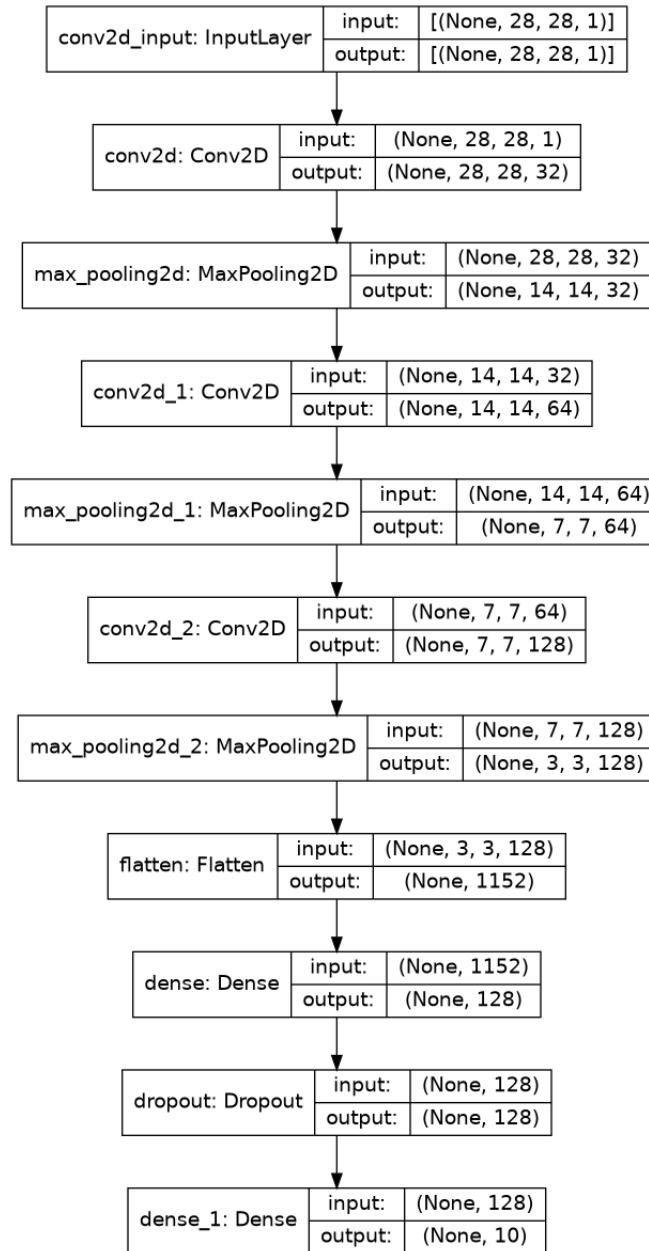 conv2d_input: InputLayer
input: [(None, 28, 28, 1)]
output: [(None, 28, 28, 1)]
conv2d: Conv2D
input: (None, 28, 28, 1)
output: (None, 28, 28, 32)
max_pooling2d: MaxPooling2D
input: (None, 28, 28, 32)
output: (None, 14, 14, 32)
conv2d_1: Conv2D
input: (None, 14, 14, 32)
output: (None, 14, 14, 64)
max_pooling2d_1: MaxPooling2D
input: (None, 14, 14, 64)
output: (None, 7, 7, 64)
conv2d_2: Conv2D
input: (None, 7, 7, 64)
output: (None, 7, 7, 128)
max_pooling2d_2: MaxPooling2D
input: (None, 7, 7, 128)
output: (None, 3, 3, 128)
flatten: Flatten
input: (None, 3, 3, 128)
output: (None, 1152)
dense: Dense
input: (None, 1152)
output: (None, 128)
dropout: Dropout
input: (None, 128)
output: (None, 128)
dense_1: Dense
input: (None, 128)
output: (None, 10)